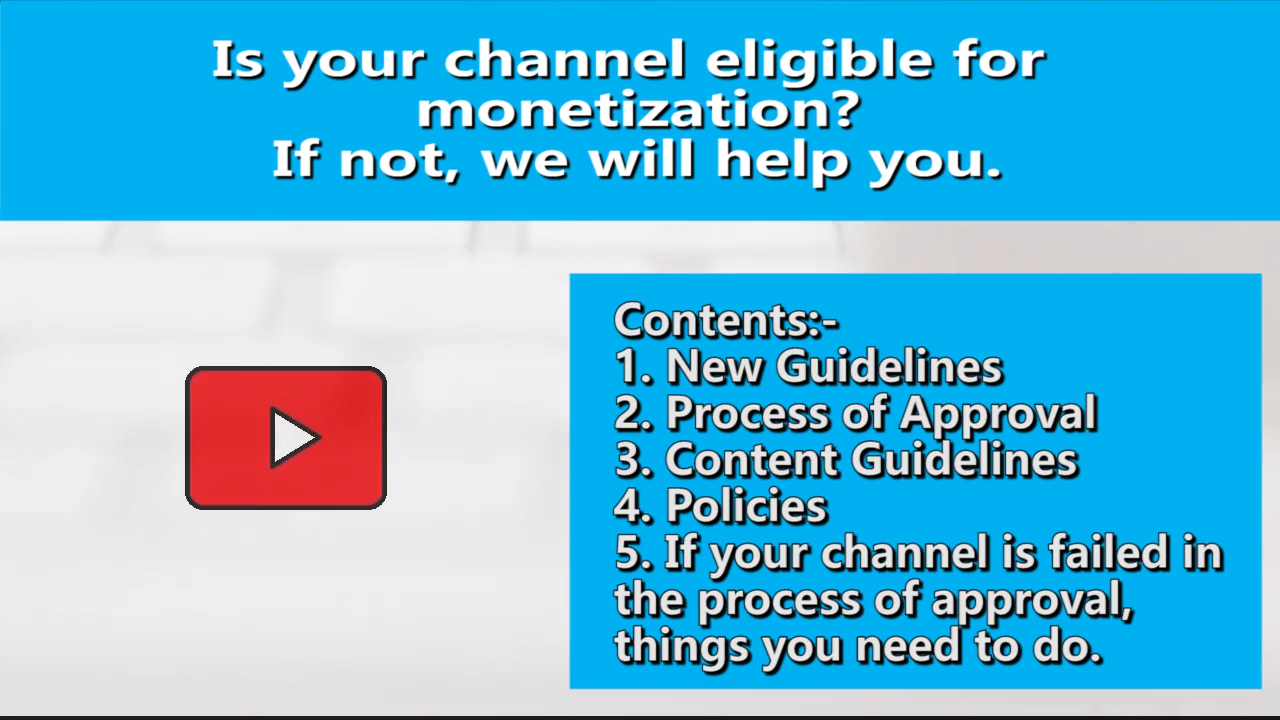 Is your channel eligible for
monetization?
If not, we will help you.
Contents:-
1. New Guidelines
2. Process of Approval
3. Content Guidelines
4. Policies
5. If your channel is failed in
the process of approval,
things you need to do.